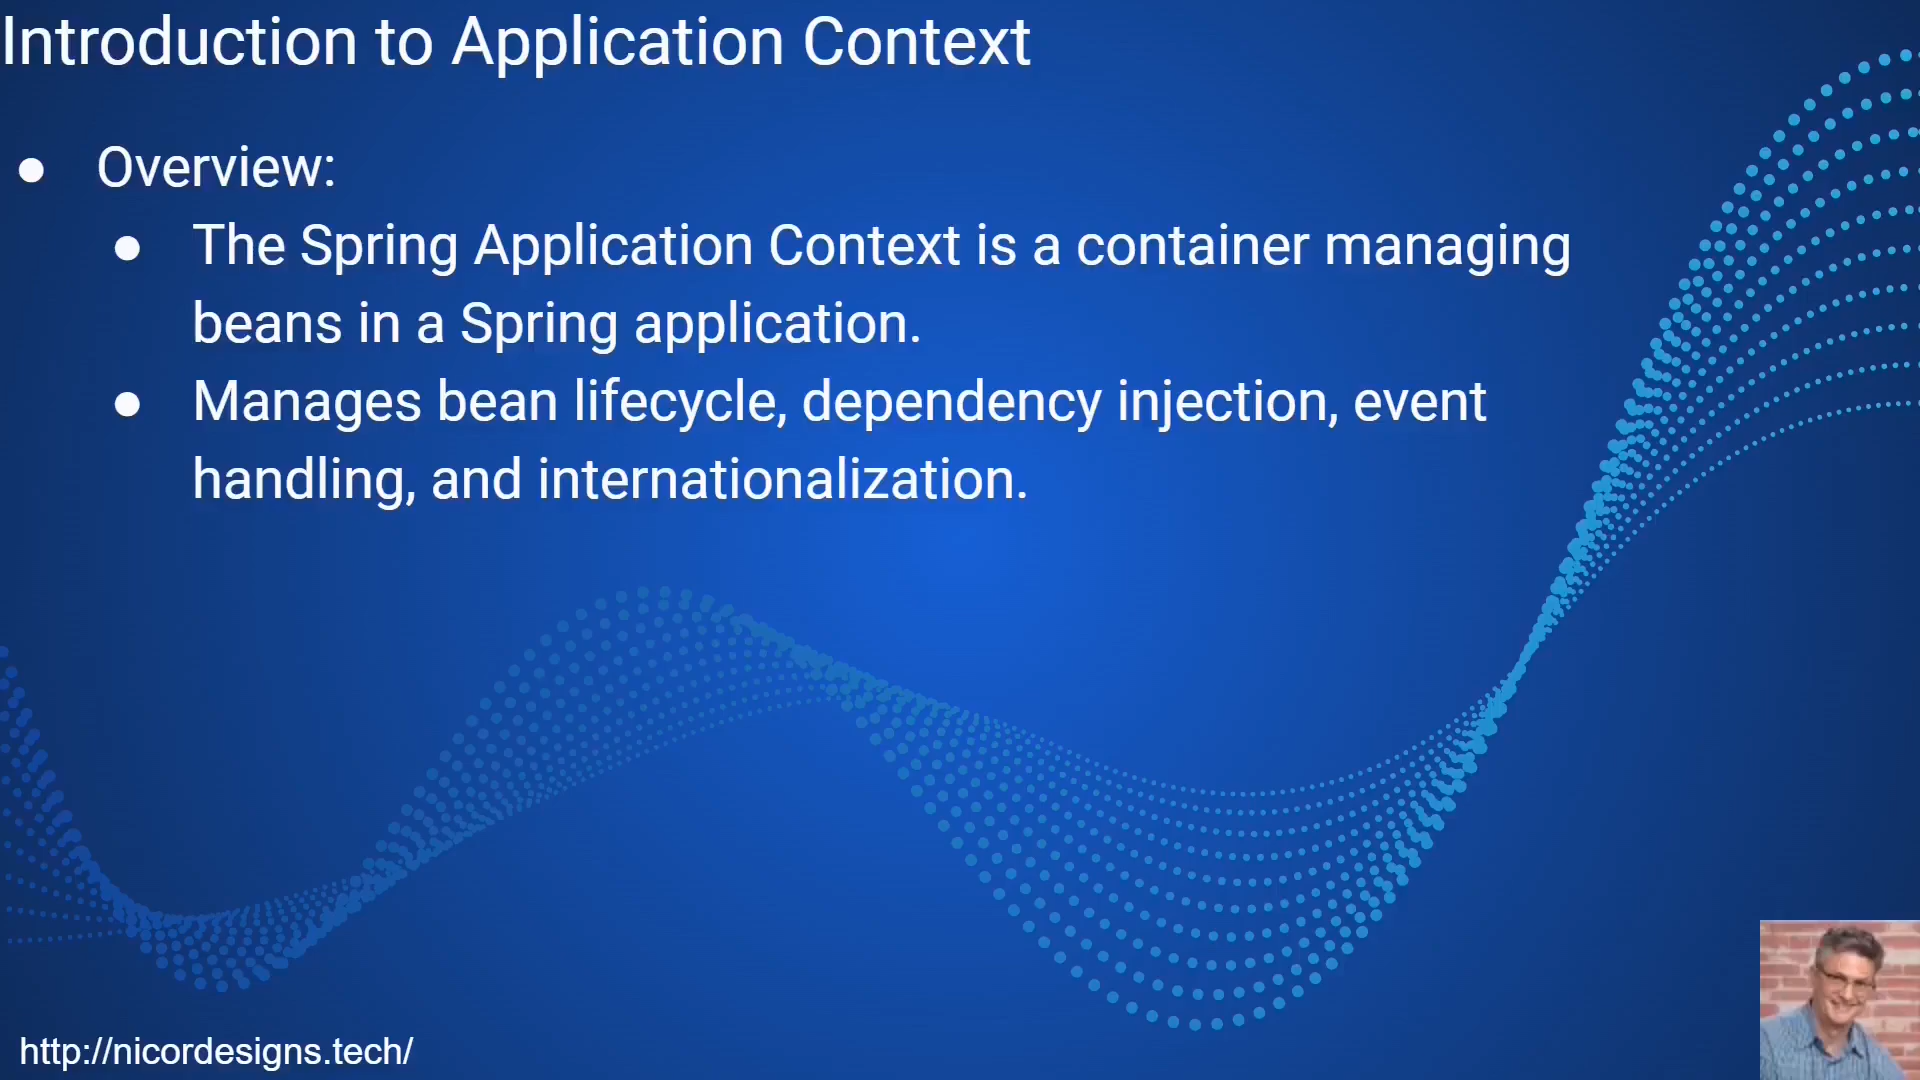 Introduction to Application Context
● Overview:
● The Spring Application Context is a container managing
beans in a Spring application.
● Manages bean lifecycle, dependency injection, event
handling, and internationalization.
http://nicordesigns.tech/